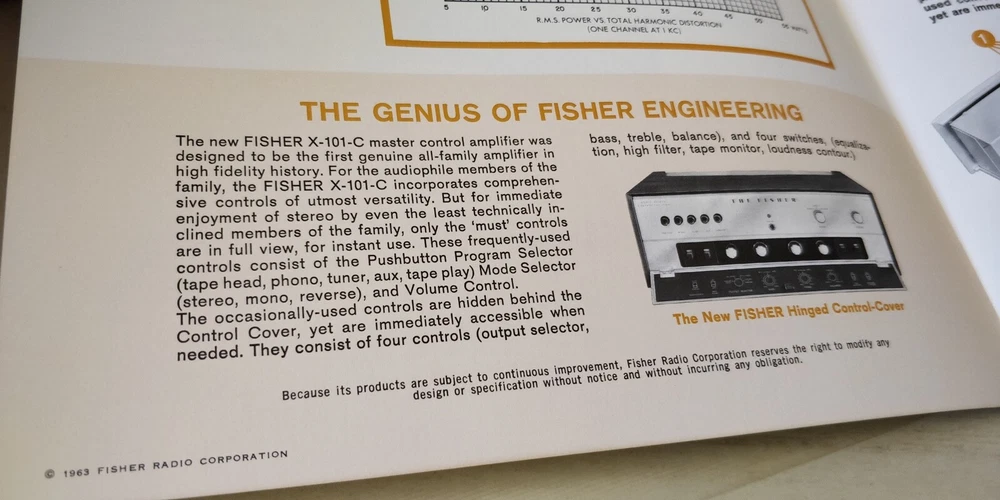 5 10 15 20 25 30 35 40 45 50 55 WATTS
R.M.S. POWER VS. TOTAL HARMONIC DISTORTION
(ONE CHANNEL AT 1 KC)
used
yet are imme
1
THE GENIUS OF FISHER ENGINEERING
The new FISHER X-101-C master control amplifier was
designed to be the first genuine all-family amplifier in
high fidelity history. For the audiophile members of the
family, the FISHER X-101-C incorporates comprehen-
sive controls of utmost versatility. But for immediate
enjoyment of stereo by even the least technically in-
clined members of the family, only the 'must' controls
are in full view, for instant use. These frequently-used
controls consist of the Pushbutton Program Selector
(tape head, phono, tuner, aux, tape play) Mode Selector
(stereo, mono, reverse), and Volume Control.
The occasionally-used controls are hidden behind the
Control Cover, yet are immediately accessible when
needed. They consist of four controls (output selector,
bass, treble, balance), and four switches, (equaliza-
tion, high filter, tape monitor, loudness contour.)
THE FISHER
The New FISHER Hinged Control-Cover
Because its products are subject to continuous improvement, Fisher Radio Corporation reserves the right to modify any
design or specification without notice and without incurring any obligation.
© 1963 FISHER RADIO CORPORATION